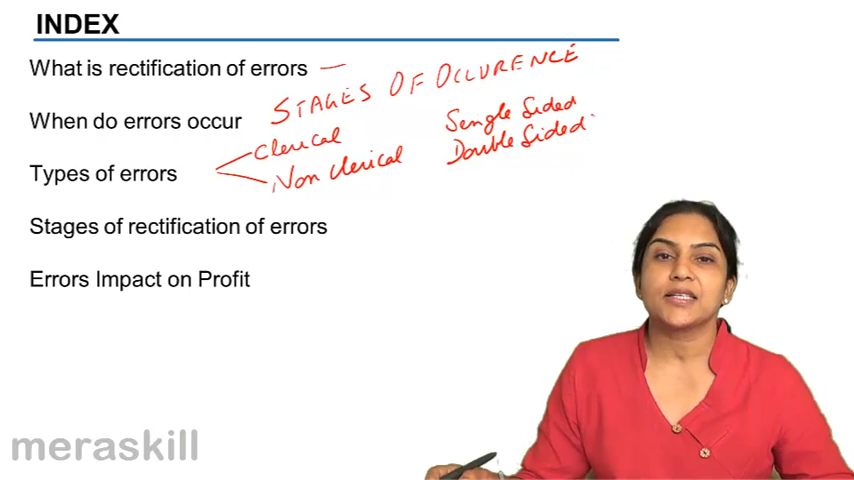 INDEX
What is rectification of errors —
STAGES OF OCCURENCE
When do errors occur
Single Sided
Clerical
Double Sided
Types of errors
Non Clerical
Stages of rectification of errors
Errors Impact on Profit
meraskill